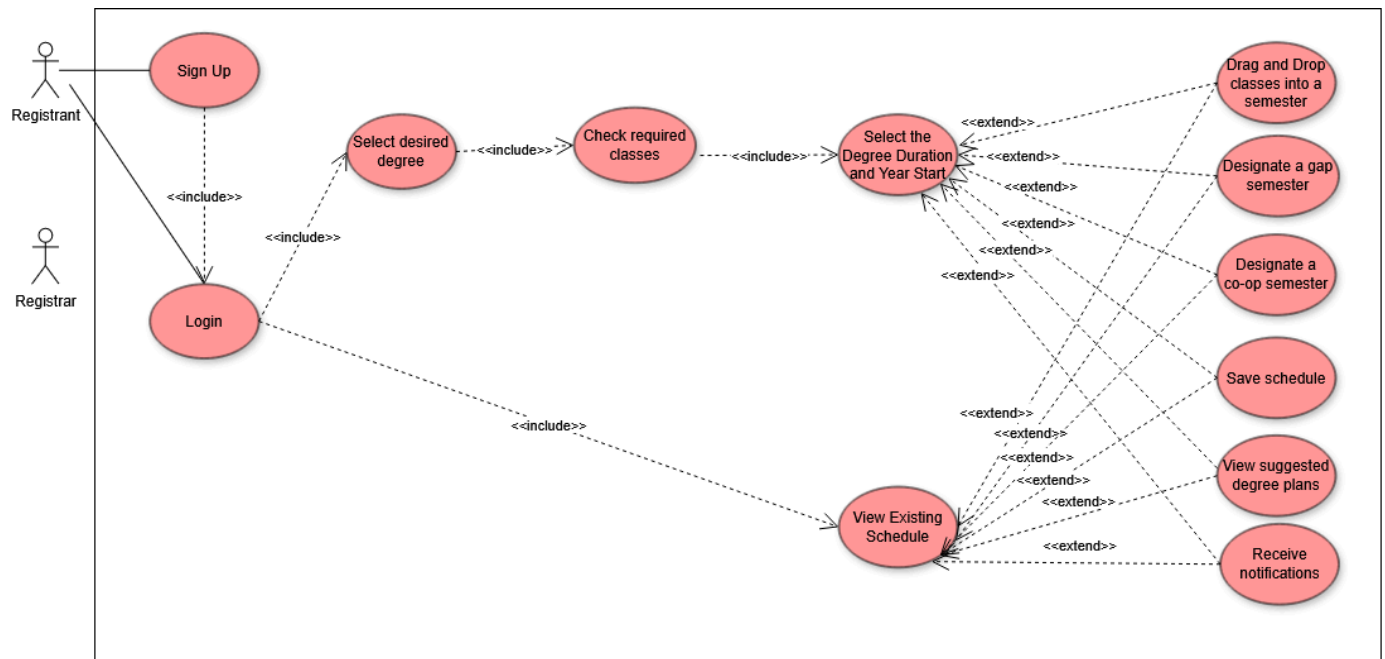 Registrant
Registrar
Sign Up
<<include>>
Login
<<include>>
Select desired
degree
<<include>>
Check required
classes
<<include>>
Select the
Degree Duration
and Year Start
<<include>>
View Existing
Schedule
<<extend>>
<<extend>>
<<extend>>
<<extend>>
<<extend>>
<<extend>>
<<extend>>
<<extend>>
<<extend>>
<<extend>>
<<extend>>
<<extend>>
Drag and Drop
classes into a
semester
Designate a gap
semester
Designate a
co-op semester
Save schedule
View suggested
degree plans
Receive
notifications